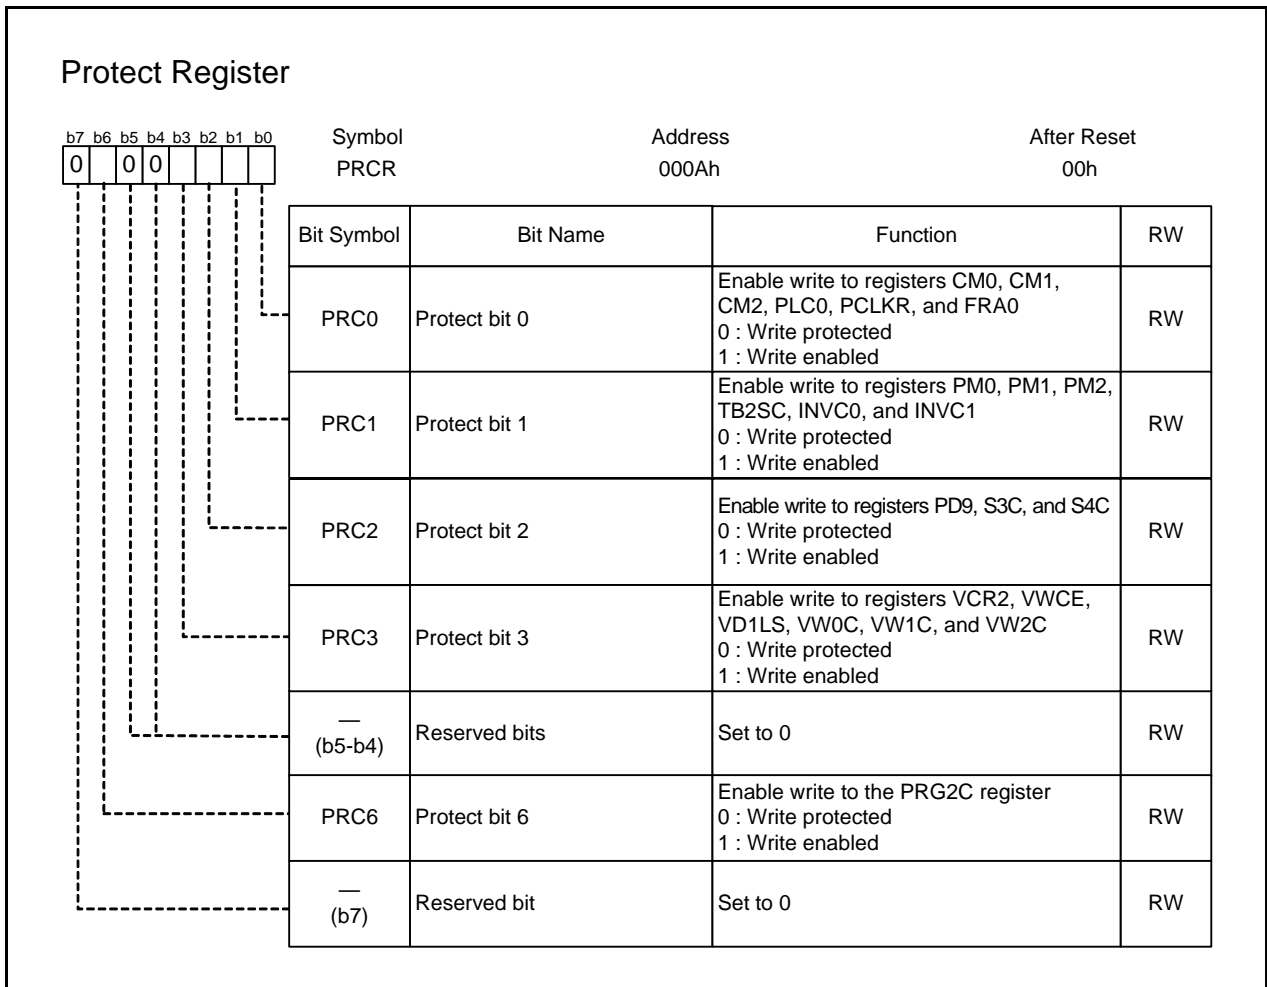 Protect Register
b7 b6 b5 b4 b3 b2 b1 b0
0 0 0
Symbol Address After Reset
PRCR 000Ah 00h
Bit Symbol Bit Name Function RW
PRC0 Protect bit 0 Enable write to registers CM0, CM1,
CM2, PLC0, PCLKR, and FRA0
0 : Write protected
1 : Write enabled
RW
PRC1 Protect bit 1 Enable write to registers PM0, PM1, PM2,
TB2SC, INVC0, and INVC1
0 : Write protected
1 : Write enabled
RW
PRC2 Protect bit 2 Enable write to registers PD9, S3C, and S4C
0 : Write protected
1 : Write enabled
RW
PRC3 Protect bit 3 Enable write to registers VCR2, VWCE,
VD1LS, VW0C, VW1C, and VW2C
0 : Write protected
1 : Write enabled
RW
—
(b5-b4) Reserved bits Set to 0 RW
PRC6 Protect bit 6 Enable write to the PRG2C register
0 : Write protected
1 : Write enabled
RW
—
(b7) Reserved bit Set to 0 RW